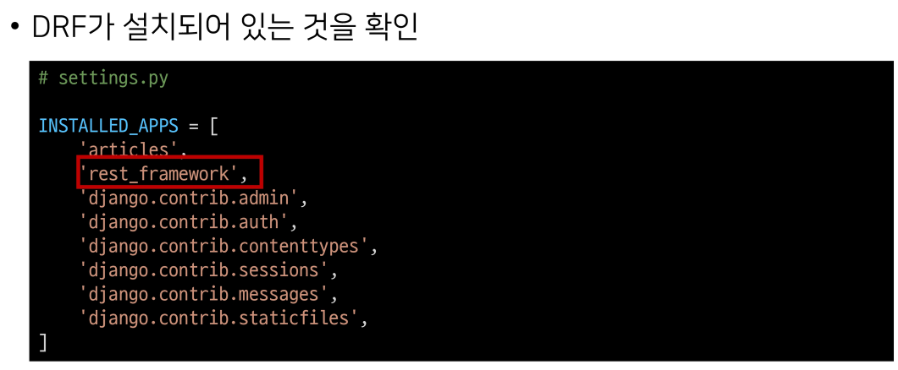 • DRF가 설치되어 있는 것을 확인
# settings.py
INSTALLED_APPS = [
'articles',
'rest_framework',
'django.contrib.admin',
'django.contrib.auth',
'django.contrib.contenttypes',
'django.contrib.sessions',
'django.contrib.messages',
'django.contrib.staticfiles',
]